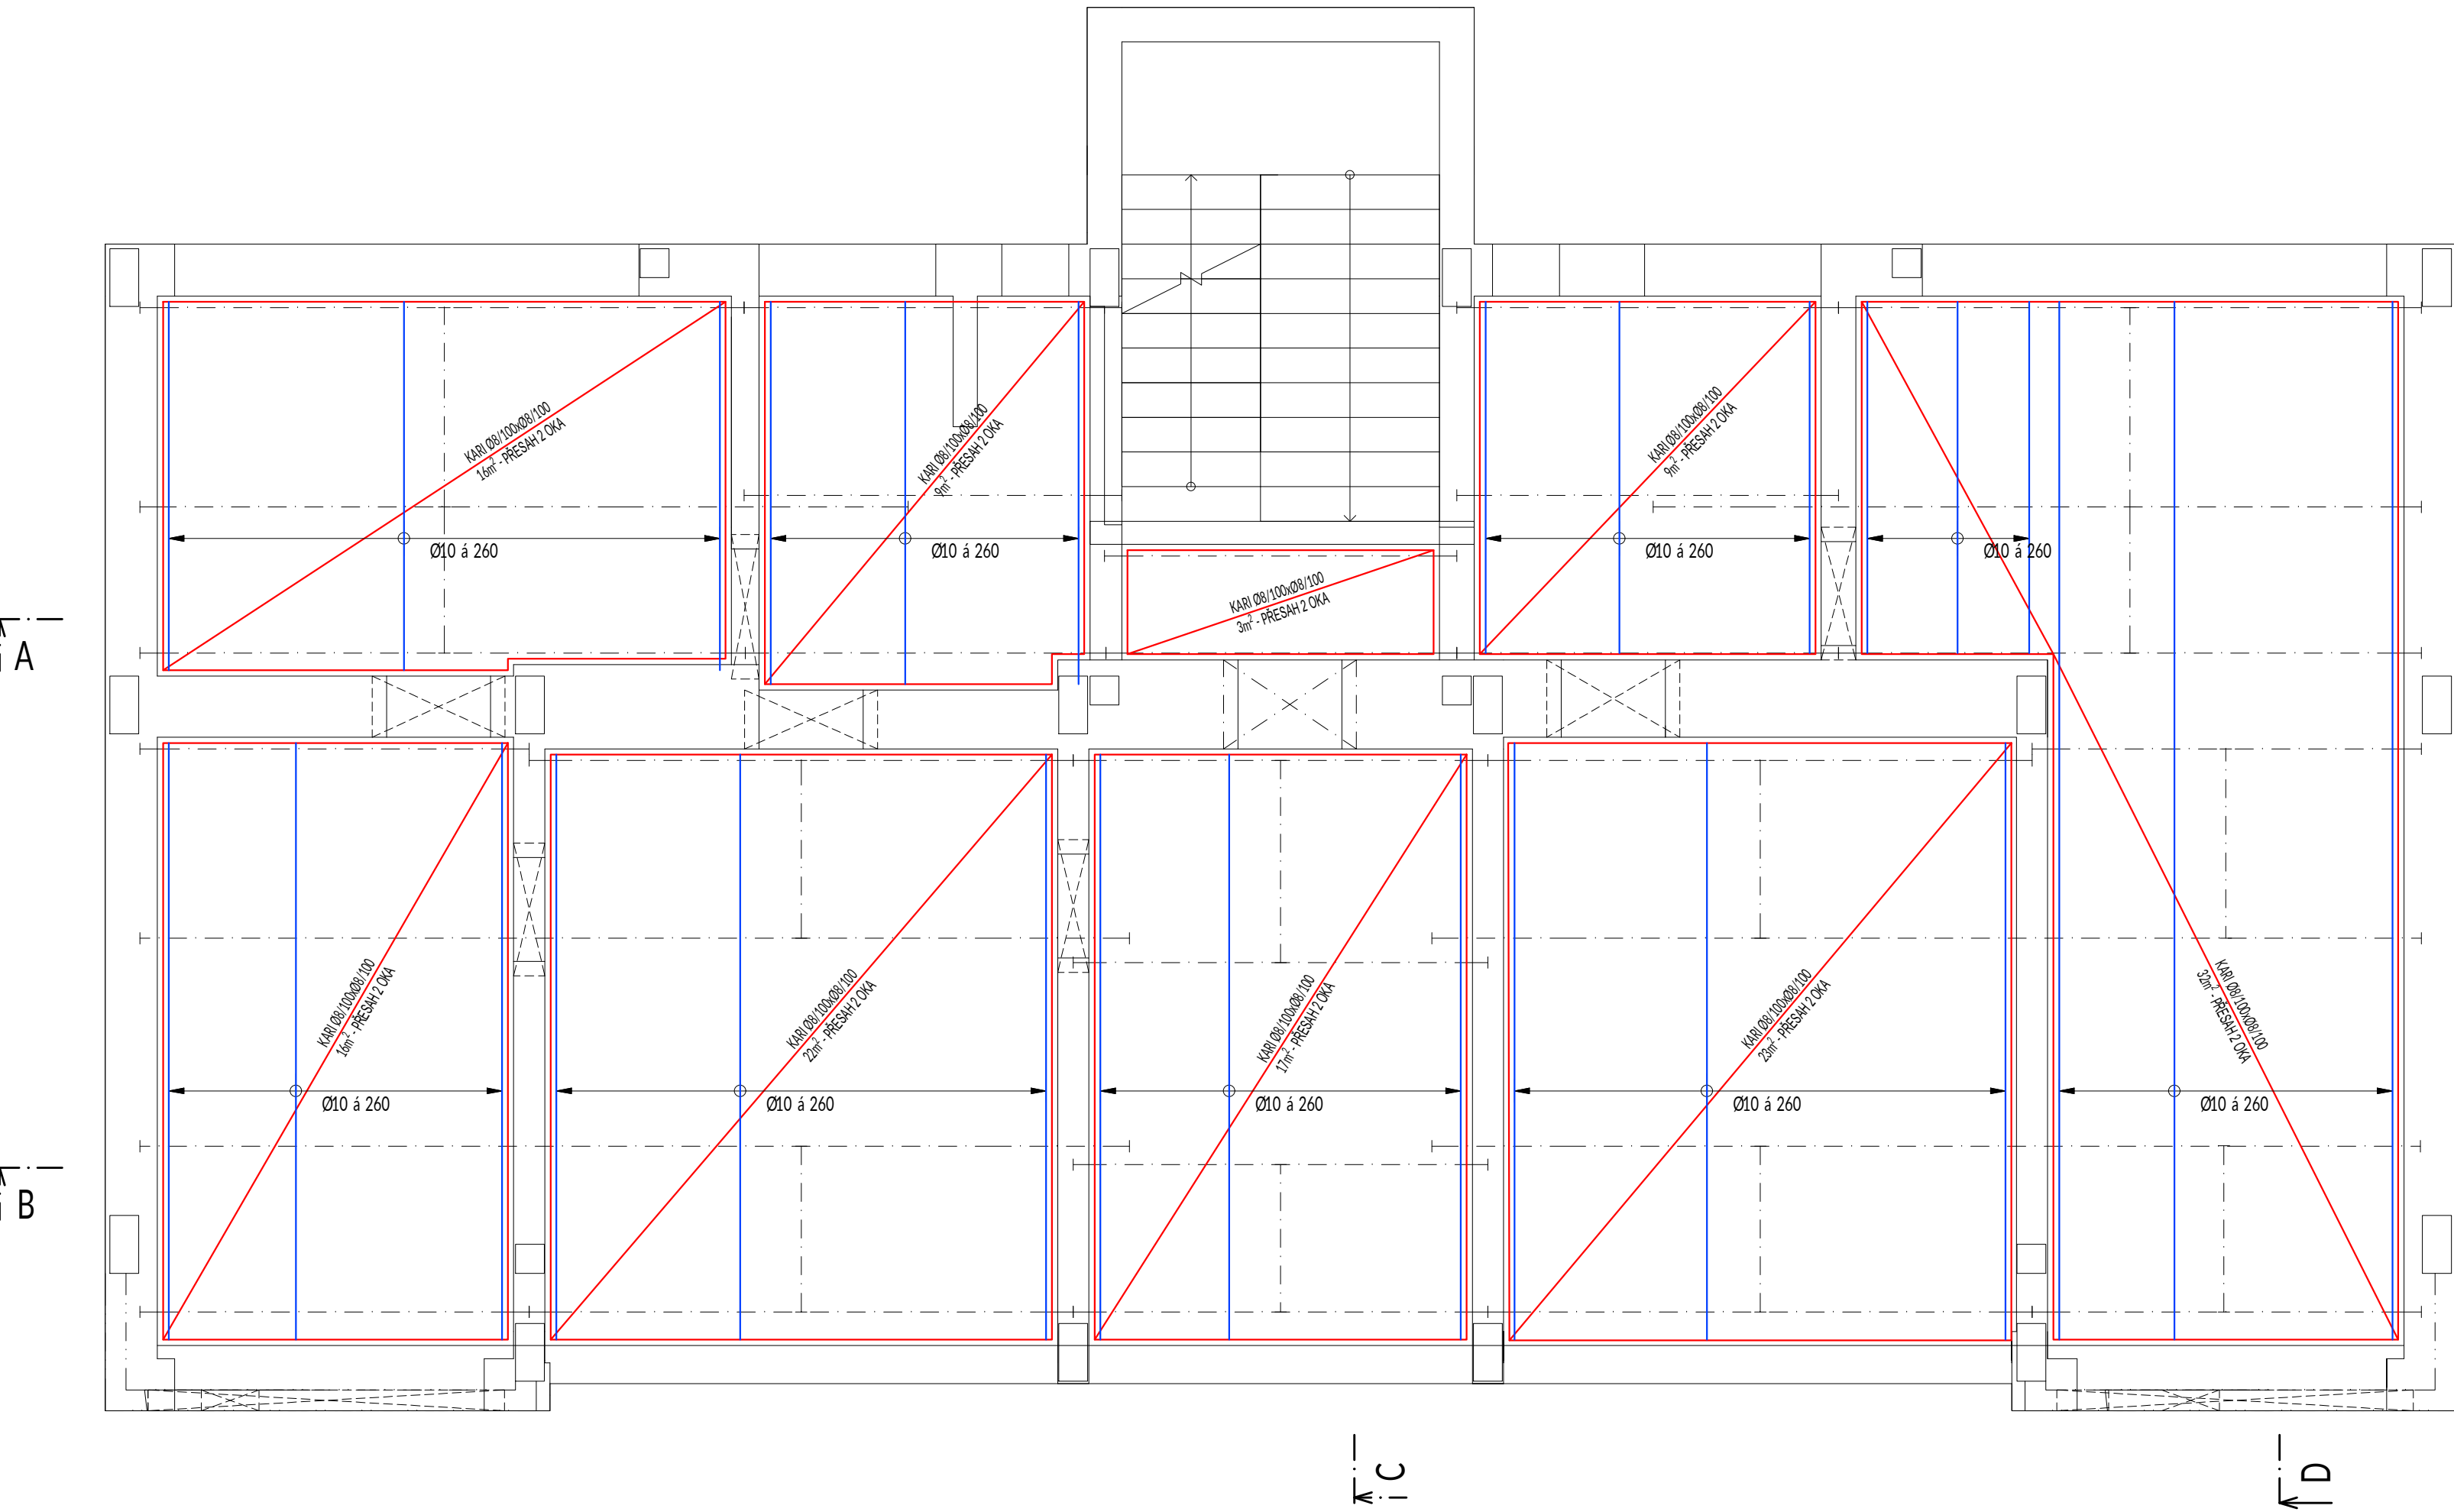 KARI Ø8/100xØ8/100
16m² - PŘESAH 2 OKA
KARI Ø8/100xØ8/100
9m² - PŘESAH 2 OKA
KARI Ø8/100xØ8/100
9m² - PŘESAH 2 OKA
Ø10 á 260
Ø10 á 260
Ø10 á 260
Ø10 á 260
KARI Ø8/100xØ8/100
3m² - PŘESAH 2 OKA
A
KARI Ø8/100xØ8/100
16m² - PŘESAH 2 OKA
KARI Ø8/100xØ8/100
22m² - PŘESAH 2 OKA
KARI Ø8/100xØ8/100
17m² - PŘESAH 2 OKA
KARI Ø8/100xØ8/100
23m² - PŘESAH 2 OKA
KARI Ø8/100xØ8/100
32m² - PŘESAH 2 OKA
Ø10 á 260
Ø10 á 260
Ø10 á 260
Ø10 á 260
Ø10 á 260
B
C
D